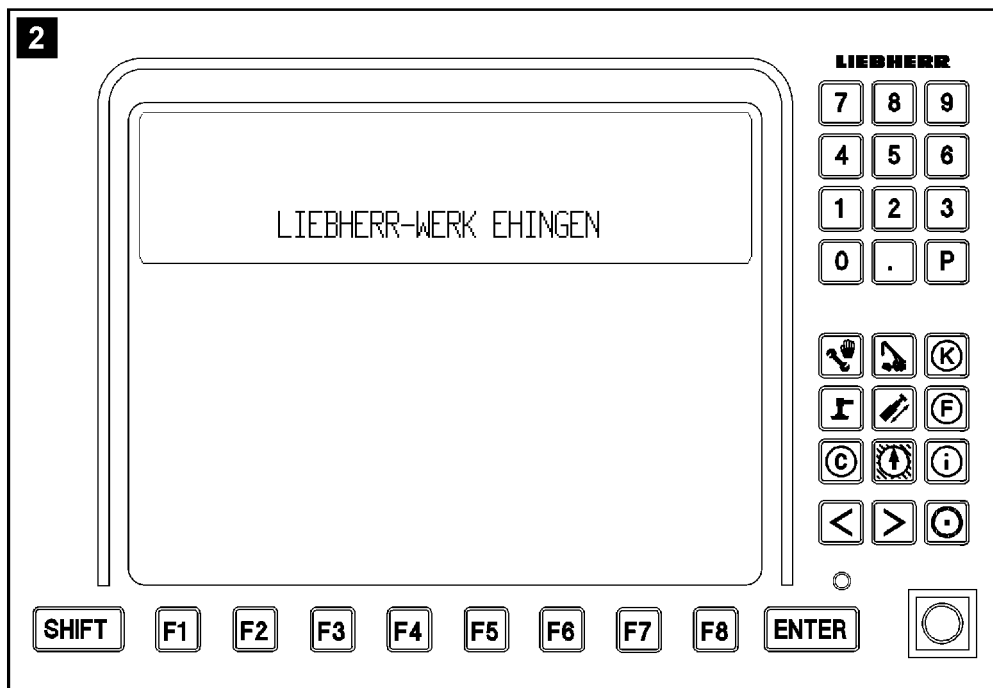 2
LIEBHERR
7 8 9
4 5 6
1 2 3
0 . P
LIEBHERR-WERK EHINGEN
K
F
C i
< >
SHIFT F1 F2 F3 F4 F5 F6 F7 F8 ENTER